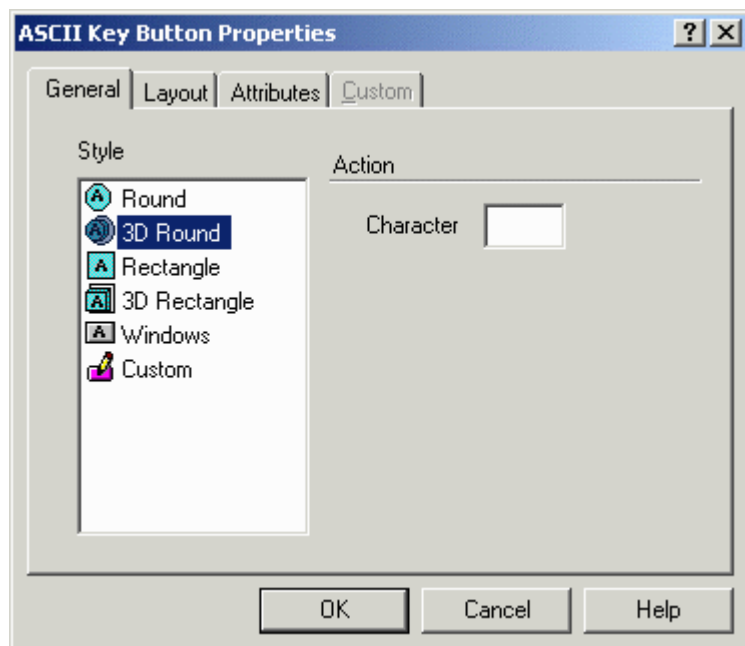 ASCII Key Button Properties
General Layout Attributes Custom
Style
Action
Round
3D Round
Character
Rectangle
3D Rectangle
Windows
Custom
OK Cancel Help